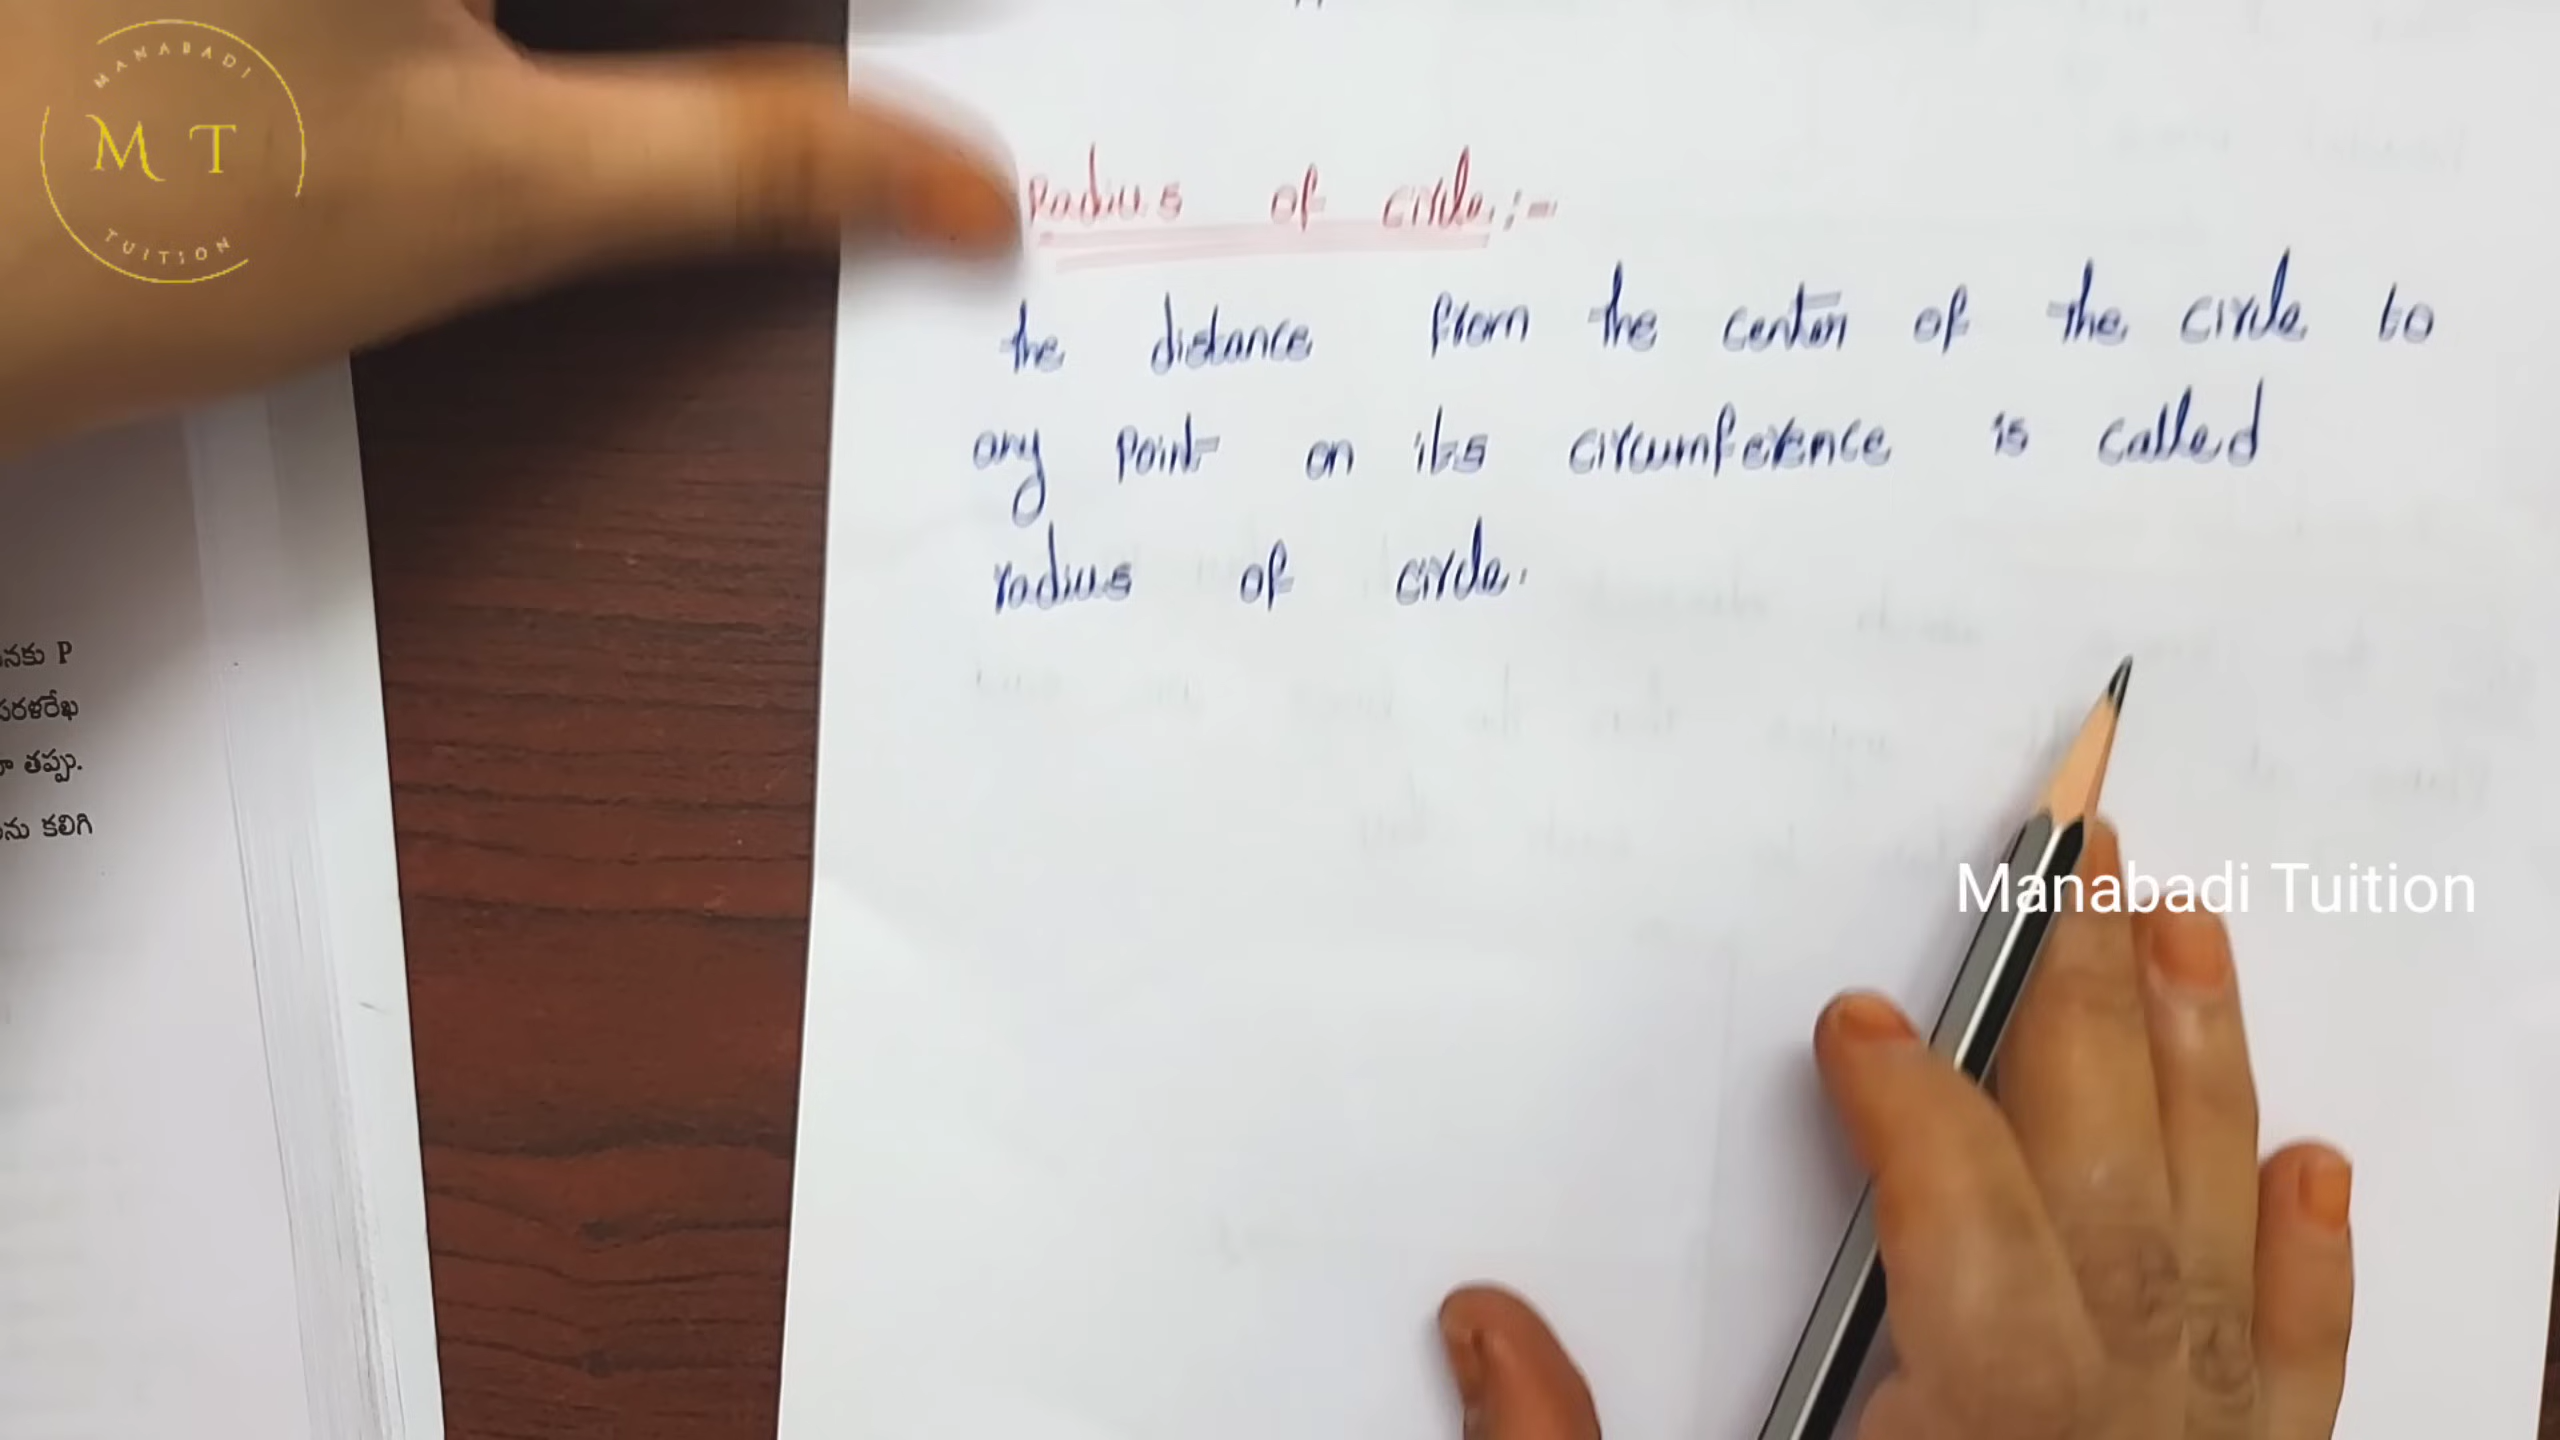 MANABADI
M T
TUITION
Radius of circle :-
the distance from the center of the circle to
any point on its circumference is called
radius of circle.
P
సరళరేఖ
తప్పు.
కలిగి
Manabadi Tuition